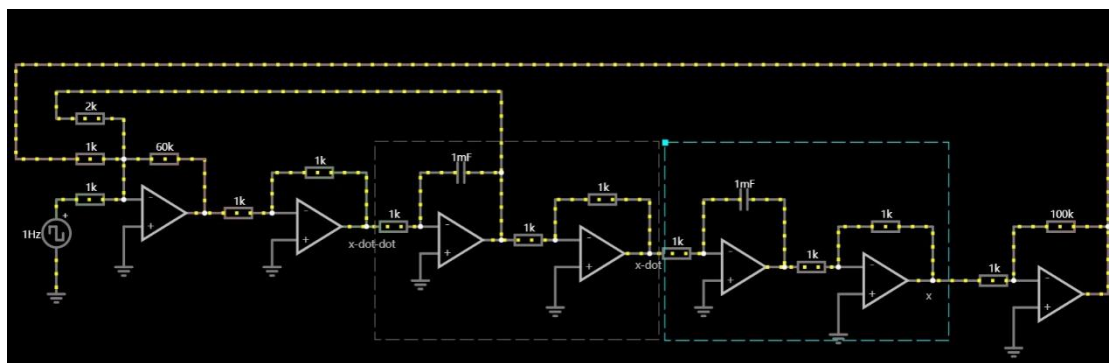 2k
1k
60k
1k
1Hz
+
-
+
1k
1k
-
+
x-dot-dot
1k
1mF
-
+
1k
1k
-
+
x-dot
1k
1mF
-
+
1k
1k
-
+
x
1k
100k
-
+